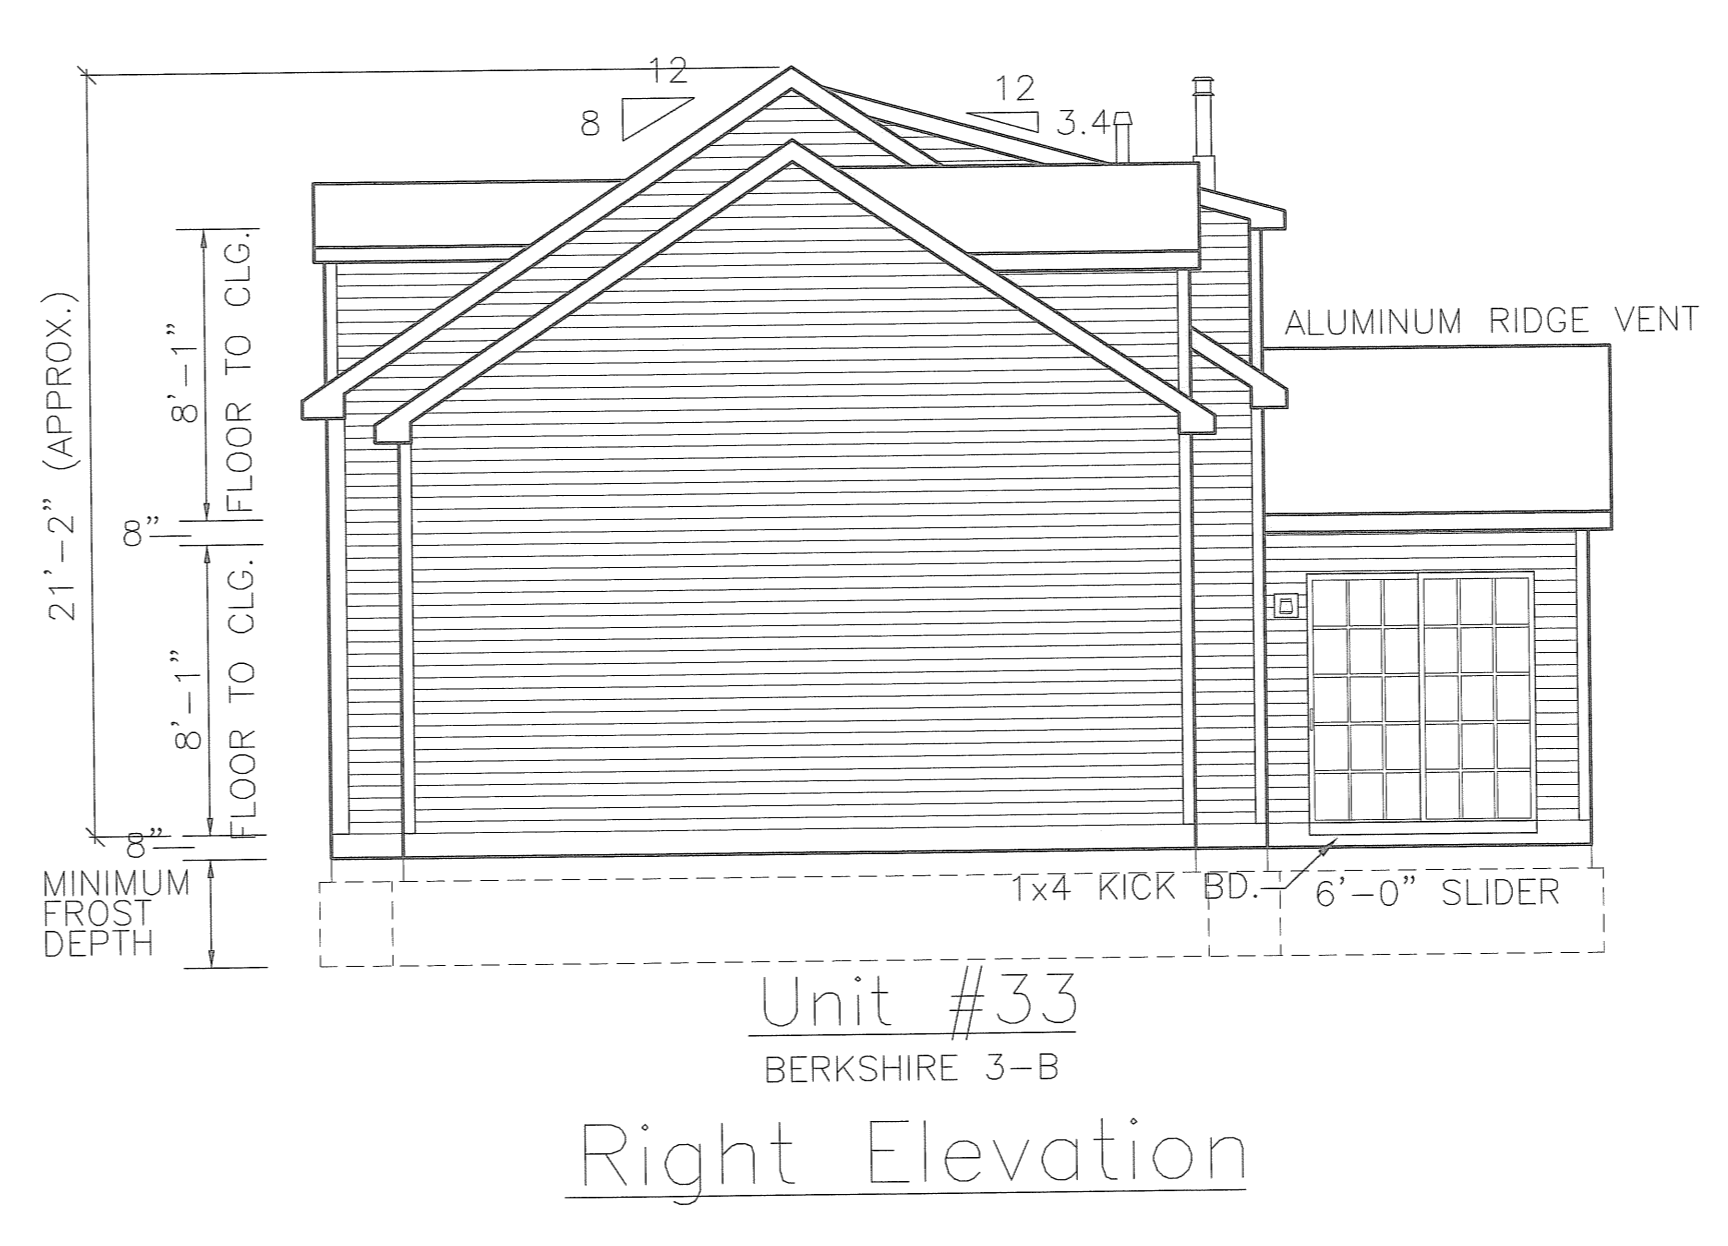 12
8
12
3.4
21'-2" (APPROX.)
8'-1"
FLOOR TO CLG.
8"
8'-1"
FLOOR TO CLG.
8"
MINIMUM
FROST
DEPTH
ALUMINUM RIDGE VENT
1x4 KICK BD.
6'-0" SLIDER
Unit #33
BERKSHIRE 3-B
Right Elevation